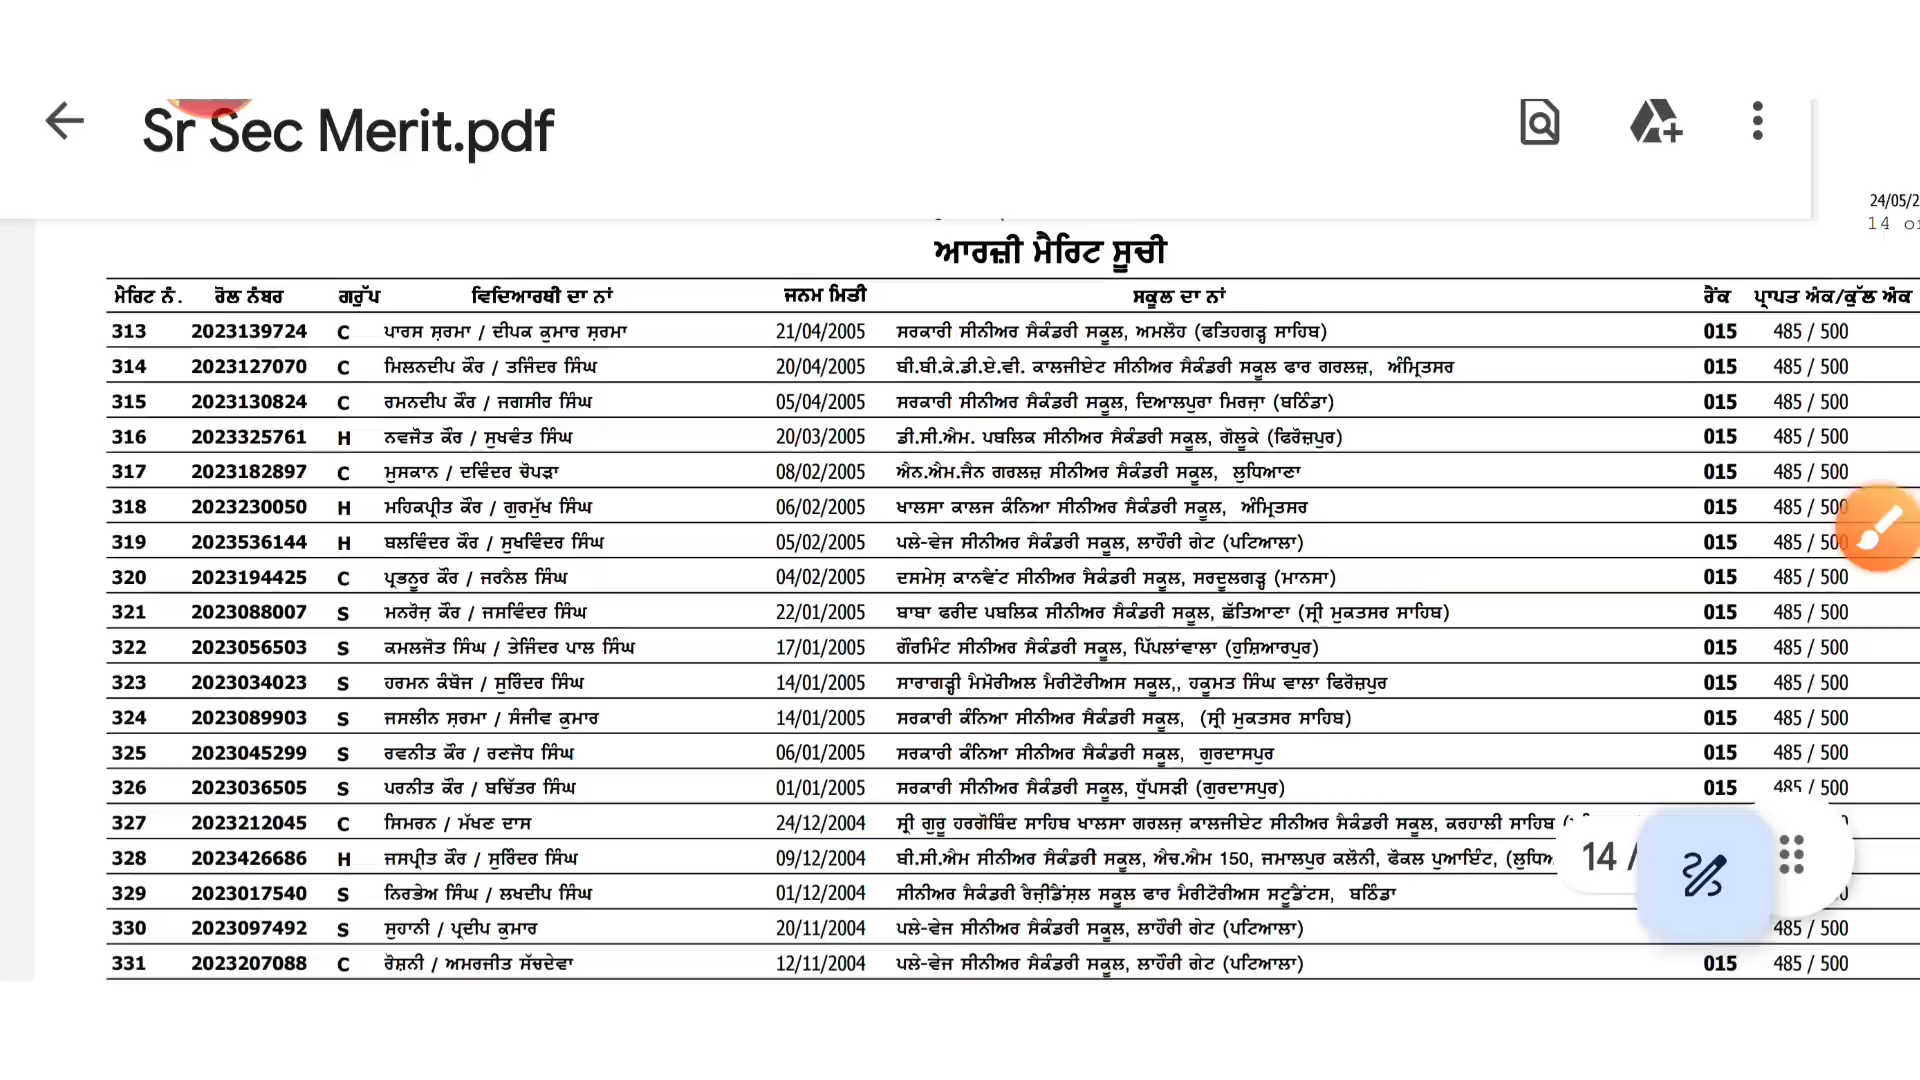 Sr Sec Merit.pdf
24/05/2
14 of
ਆਰਜ਼ੀ ਮੈਰਿਟ ਸੂਚੀ
ਮੈਰਿਟ ਨੰ. ਰੋਲ ਨੰਬਰ ਗਰੁੱਪ ਵਿਦਿਆਰਥੀ ਦਾ ਨਾਂ ਜਨਮ ਮਿਤੀ ਸਕੂਲ ਦਾ ਨਾਂ ਰੈਂਕ ਪ੍ਰਾਪਤ ਅੰਕ/ਕੁੱਲ ਅੰਕ
313 2023139724 C ਪਾਰਸ ਸ਼ਰਮਾ / ਦੀਪਕ ਕੁਮਾਰ ਸ਼ਰਮਾ 21/04/2005 ਸਰਕਾਰੀ ਸੀਨੀਅਰ ਸੈਕੰਡਰੀ ਸਕੂਲ, ਅਮਲੋਹ (ਫਤਿਹਗੜ੍ਹ ਸਾਹਿਬ) 015 485 / 500
314 2023127070 C ਮਿਲਨਦੀਪ ਕੌਰ / ਤਜਿੰਦਰ ਸਿੰਘ 20/04/2005 ਬੀ.ਬੀ.ਕੇ.ਡੀ.ਏ.ਵੀ. ਕਾਲਜੀਏਟ ਸੀਨੀਅਰ ਸੈਕੰਡਰੀ ਸਕੂਲ ਫਾਰ ਗਰਲਜ਼, ਅੰਮ੍ਰਿਤਸਰ 015 485 / 500
315 2023130824 C ਰਮਨਦੀਪ ਕੌਰ / ਜਗਸੀਰ ਸਿੰਘ 05/04/2005 ਸਰਕਾਰੀ ਸੀਨੀਅਰ ਸੈਕੰਡਰੀ ਸਕੂਲ, ਦਿਆਲਪੁਰਾ ਮਿਰਜ਼ਾ (ਬਠਿੰਡਾ) 015 485 / 500
316 2023325761 H ਨਵਜੋਤ ਕੌਰ / ਸੁਖਵੰਤ ਸਿੰਘ 20/03/2005 ਡੀ.ਸੀ.ਐਮ. ਪਬਲਿਕ ਸੀਨੀਅਰ ਸੈਕੰਡਰੀ ਸਕੂਲ, ਗੋਲੂਕੇ (ਫਿਰੋਜ਼ਪੁਰ) 015 485 / 500
317 2023182897 C ਮੁਸਕਾਨ / ਦਵਿੰਦਰ ਚੋਪੜਾ 08/02/2005 ਐਨ.ਐਮ.ਜੈਨ ਗਰਲਜ਼ ਸੀਨੀਅਰ ਸੈਕੰਡਰੀ ਸਕੂਲ, ਲੁਧਿਆਣਾ 015 485 / 500
318 2023230050 H ਮਹਿਕਪ੍ਰੀਤ ਕੌਰ / ਗੁਰਮੁੱਖ ਸਿੰਘ 06/02/2005 ਖਾਲਸਾ ਕਾਲਜ ਕੰਨਿਆ ਸੀਨੀਅਰ ਸੈਕੰਡਰੀ ਸਕੂਲ, ਅੰਮ੍ਰਿਤਸਰ 015 485 / 500
319 2023536144 H ਬਲਵਿੰਦਰ ਕੌਰ / ਸੁਖਵਿੰਦਰ ਸਿੰਘ 05/02/2005 ਪਲੇ-ਵੇਜ ਸੀਨੀਅਰ ਸੈਕੰਡਰੀ ਸਕੂਲ, ਲਾਹੌਰੀ ਗੇਟ (ਪਟਿਆਲਾ) 015 485 / 500
320 2023194425 C ਪ੍ਰਭਨੂਰ ਕੌਰ / ਜਰਨੈਲ ਸਿੰਘ 04/02/2005 ਦਸਮੇਸ਼ ਕਾਨਵੈਂਟ ਸੀਨੀਅਰ ਸੈਕੰਡਰੀ ਸਕੂਲ, ਸਰਦੂਲਗੜ੍ਹ (ਮਾਨਸਾ) 015 485 / 500
321 2023088007 S ਮਨਰੋਜ਼ ਕੌਰ / ਜਸਵਿੰਦਰ ਸਿੰਘ 22/01/2005 ਬਾਬਾ ਫਰੀਦ ਪਬਲਿਕ ਸੀਨੀਅਰ ਸੈਕੰਡਰੀ ਸਕੂਲ, ਛੱਤਿਆਣਾ (ਸ੍ਰੀ ਮੁਕਤਸਰ ਸਾਹਿਬ) 015 485 / 500
322 2023056503 S ਕਮਲਜੋਤ ਸਿੰਘ / ਤੇਜਿੰਦਰ ਪਾਲ ਸਿੰਘ 17/01/2005 ਗੌਰਮਿੰਟ ਸੀਨੀਅਰ ਸੈਕੰਡਰੀ ਸਕੂਲ, ਪਿੱਪਲਾਂਵਾਲਾ (ਹੁਸ਼ਿਆਰਪੁਰ) 015 485 / 500
323 2023034023 S ਹਰਮਨ ਕੰਬੋਜ / ਸੁਰਿੰਦਰ ਸਿੰਘ 14/01/2005 ਸਾਰਾਗੜ੍ਹੀ ਮੈਮੋਰੀਅਲ ਮੈਰੀਟੋਰੀਅਸ ਸਕੂਲ,, ਹਕੂਮਤ ਸਿੰਘ ਵਾਲਾ ਫਿਰੋਜ਼ਪੁਰ 015 485 / 500
324 2023089903 S ਜਸਲੀਨ ਸ਼ਰਮਾ / ਸੰਜੀਵ ਕੁਮਾਰ 14/01/2005 ਸਰਕਾਰੀ ਕੰਨਿਆ ਸੀਨੀਅਰ ਸੈਕੰਡਰੀ ਸਕੂਲ, (ਸ੍ਰੀ ਮੁਕਤਸਰ ਸਾਹਿਬ) 015 485 / 500
325 2023045299 S ਰਵਨੀਤ ਕੌਰ / ਰਣਜੋਧ ਸਿੰਘ 06/01/2005 ਸਰਕਾਰੀ ਕੰਨਿਆ ਸੀਨੀਅਰ ਸੈਕੰਡਰੀ ਸਕੂਲ, ਗੁਰਦਾਸਪੁਰ 015 485 / 500
326 2023036505 S ਪਰਨੀਤ ਕੌਰ / ਬਚਿੱਤਰ ਸਿੰਘ 01/01/2005 ਸਰਕਾਰੀ ਸੀਨੀਅਰ ਸੈਕੰਡਰੀ ਸਕੂਲ, ਧੁੱਪਸੜੀ (ਗੁਰਦਾਸਪੁਰ) 015 485 / 500
327 2023212045 C ਸਿਮਰਨ / ਮੱਖਣ ਦਾਸ 24/12/2004 ਸ੍ਰੀ ਗੁਰੂ ਹਰਗੋਬਿੰਦ ਸਾਹਿਬ ਖਾਲਸਾ ਗਰਲਜ਼ ਕਾਲਜੀਏਟ ਸੀਨੀਅਰ ਸੈਕੰਡਰੀ ਸਕੂਲ, ਕਰਹਾਲੀ ਸਾਹਿਬ
328 2023426686 H ਜਸਪ੍ਰੀਤ ਕੌਰ / ਸੁਰਿੰਦਰ ਸਿੰਘ 09/12/2004 ਬੀ.ਸੀ.ਐਮ ਸੀਨੀਅਰ ਸੈਕੰਡਰੀ ਸਕੂਲ, ਐਚ.ਐਮ 150, ਜਮਾਲਪੁਰ ਕਲੋਨੀ, ਫੋਕਲ ਪੁਆਇੰਟ, (ਲੁਧਿਅ
14 /
329 2023017540 S ਨਿਰਭੇਅ ਸਿੰਘ / ਲਖਦੀਪ ਸਿੰਘ 01/12/2004 ਸੀਨੀਅਰ ਸੈਕੰਡਰੀ ਰੈਜ਼ੀਡੈਂਸ਼ਲ ਸਕੂਲ ਫਾਰ ਮੈਰੀਟੋਰੀਅਸ ਸਟੂਡੈਂਟਸ, ਬਠਿੰਡਾ
330 2023097492 S ਸੁਹਾਨੀ / ਪ੍ਰਦੀਪ ਕੁਮਾਰ 20/11/2004 ਪਲੇ-ਵੇਜ ਸੀਨੀਅਰ ਸੈਕੰਡਰੀ ਸਕੂਲ, ਲਾਹੌਰੀ ਗੇਟ (ਪਟਿਆਲਾ) 485 / 500
331 2023207088 C ਰੋਸ਼ਨੀ / ਅਮਰਜੀਤ ਸੱਚਦੇਵਾ 12/11/2004 ਪਲੇ-ਵੇਜ ਸੀਨੀਅਰ ਸੈਕੰਡਰੀ ਸਕੂਲ, ਲਾਹੌਰੀ ਗੇਟ (ਪਟਿਆਲਾ) 015 485 / 500